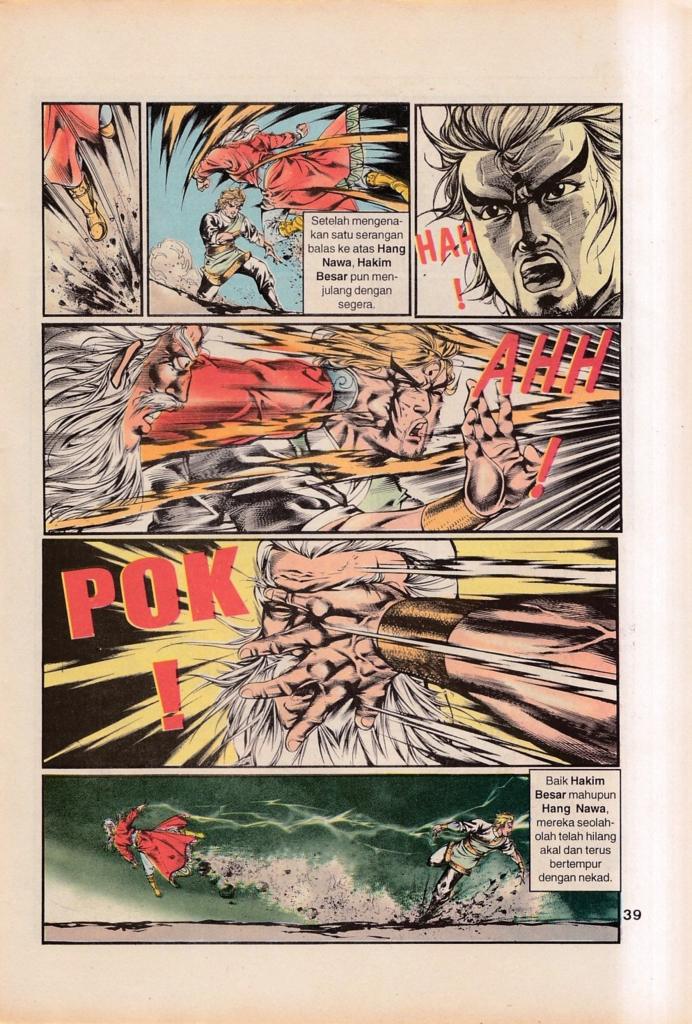 Setelah mengena-
kan satu serangan
balas ke atas Hang
Nawa, Hakim
Besar pun men-
julang dengan
segera.
HAH
!
AHH
!
POK
!
Baik Hakim
Besar mahupun
Hang Nawa,
mereka seolah-
olah telah hilang
akal dan terus
bertempur
dengan nekad.
39